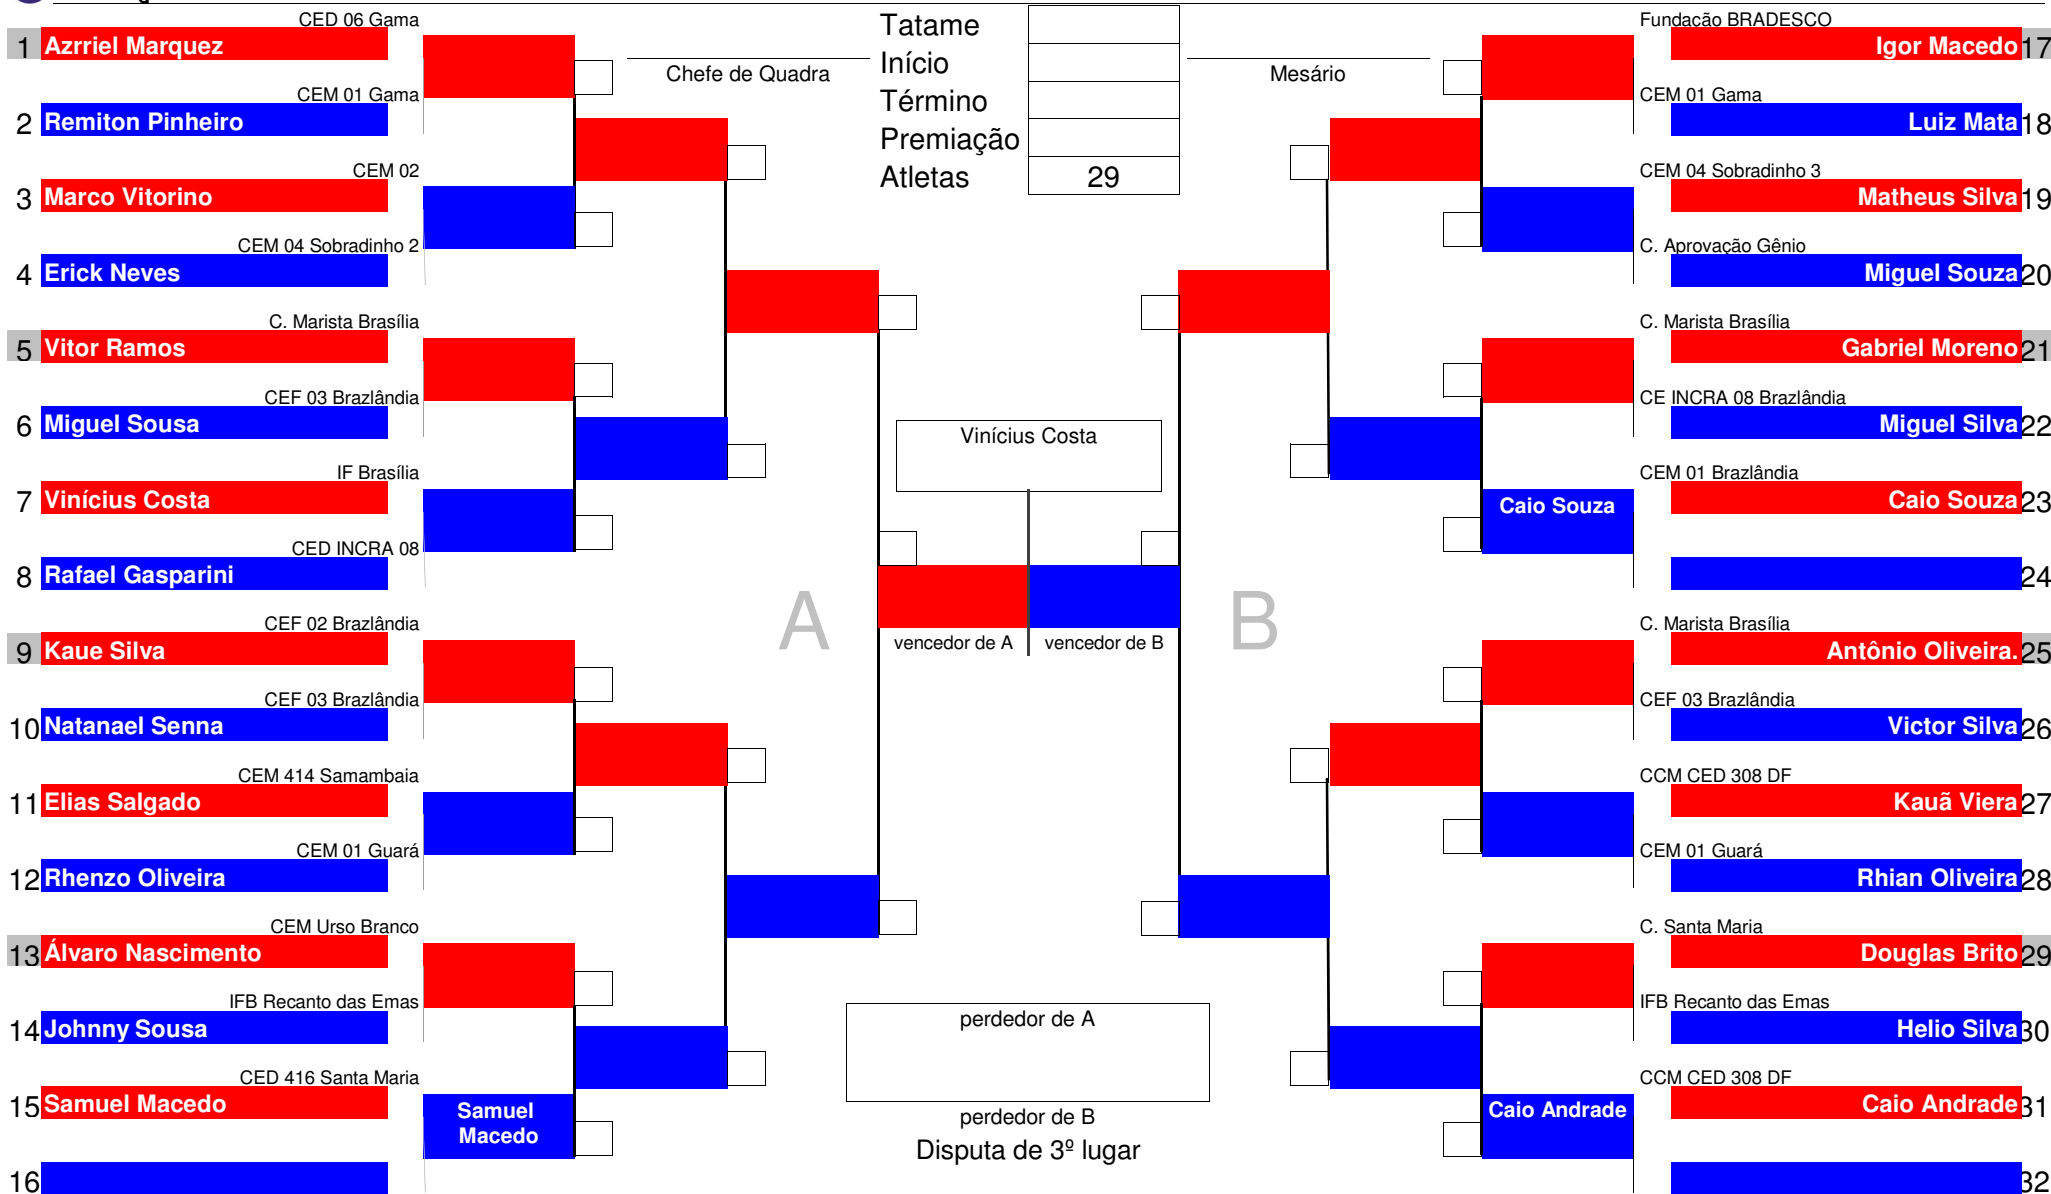 CED 06 Gama
1 Azrriel Marquez
CEM 01 Gama
2 Remiton Pinheiro
CEM 02
3 Marco Vitorino
CEM 04 Sobradinho 2
4 Erick Neves
C. Marista Brasília
5 Vitor Ramos
CEF 03 Brazlândia
6 Miguel Sousa
IF Brasília
7 Vinícius Costa
CED INCRA 08
8 Rafael Gasparini
CEF 02 Brazlândia
9 Kaue Silva
CEF 03 Brazlândia
10 Natanael Senna
CEM 414 Samambaia
11 Elias Salgado
CEM 01 Guará
12 Rhenzo Oliveira
CEM Urso Branco
13 Álvaro Nascimento
IFB Recanto das Emas
14 Johnny Sousa
CED 416 Santa Maria
15 Samuel Macedo
16
Samuel
Macedo
Chefe de Quadra
Tatame
Início
Término
Premiação
Atletas 29
Mesário
Vinícius Costa
A
B
vencedor de A
vencedor de B
perdedor de A
perdedor de B
Disputa de 3º lugar
Fundação BRADESCO
Igor Macedo 17
CEM 01 Gama
Luiz Mata 18
CEM 04 Sobradinho 3
Matheus Silva 19
C. Aprovação Gênio
Miguel Souza 20
C. Marista Brasília
Gabriel Moreno 21
CE INCRA 08 Brazlândia
Miguel Silva 22
CEM 01 Brazlândia
Caio Souza 23
Caio Souza
24
C. Marista Brasília
Antônio Oliveira. 25
CEF 03 Brazlândia
Victor Silva 26
CCM CED 308 DF
Kauã Viera 27
CEM 01 Guará
Rhian Oliveira 28
C. Santa Maria
Douglas Brito 29
IFB Recanto das Emas
Helio Silva 30
CCM CED 308 DF
Caio Andrade 31
Caio Andrade
32